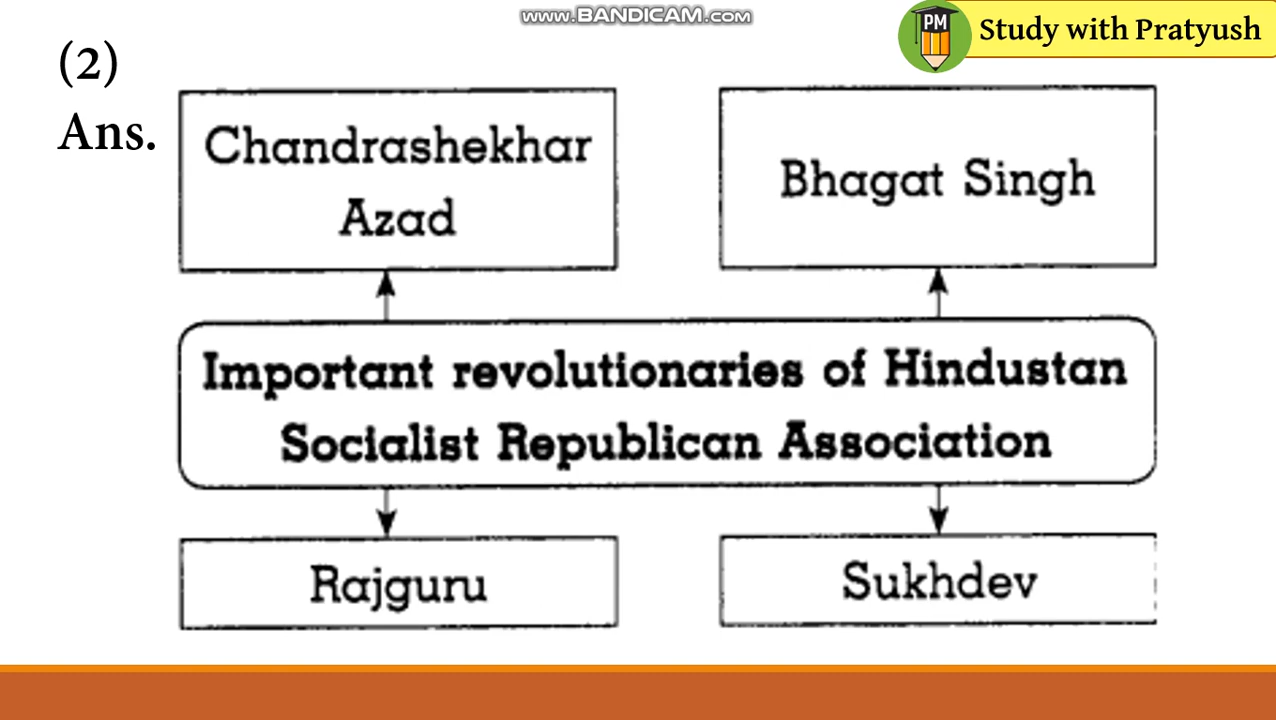 www.BANDICAM.com
PM
Study with Pratyush
(2)
Ans.
Chandrashekhar
Azad
Bhagat Singh
Important revolutionaries of Hindustan
Socialist Republican Association
Rajguru
Sukhdev